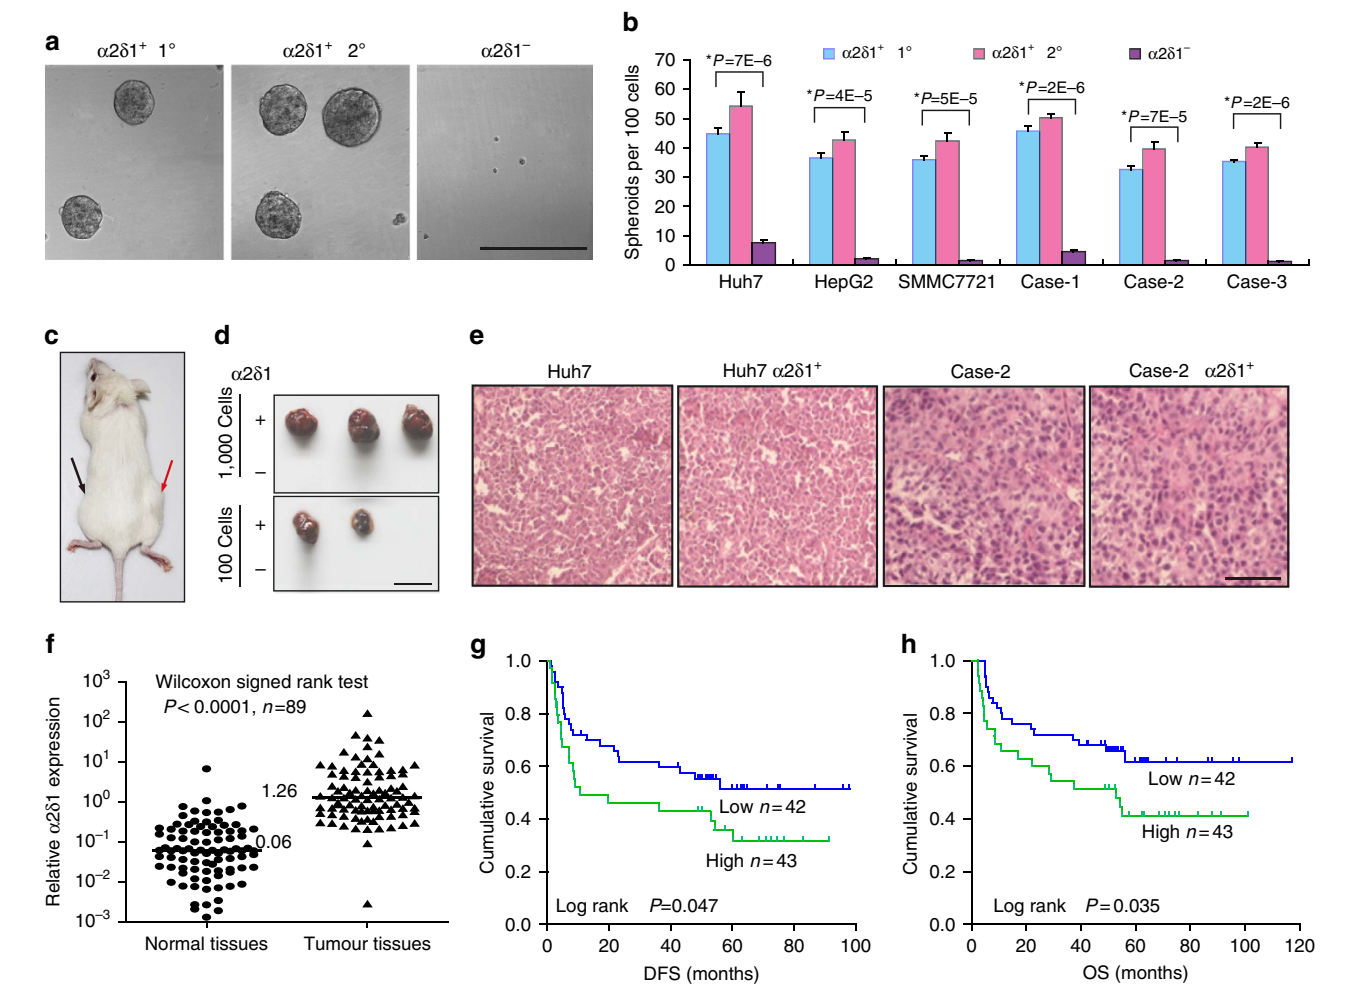 a
α2δ1⁺ 1°
α2δ1⁺ 2°
α2δ1⁻
b
α2δ1⁺ 1°
α2δ1⁺ 2°
α2δ1⁻
Spheroids per 100 cells
70
60
50
40
30
20
10
0
*P=7E–6
*P=4E–5
*P=5E–5
*P=2E–6
*P=7E–5
*P=2E–6
Huh7
HepG2
SMMC7721
Case-1
Case-2
Case-3
c
d
α2δ1
1,000 Cells
+
–
100 Cells
+
–
e
Huh7
Huh7 α2δ1⁺
Case-2
Case-2 α2δ1⁺
f
Relative α2δ1 expression
10³
10²
10¹
10⁰
10⁻¹
10⁻²
10⁻³
Wilcoxon signed rank test
P< 0.0001, n=89
1.26
0.06
Normal tissues
Tumour tissues
g
Cumulative survival
1.0
0.8
0.6
0.4
0.2
0.0
Low n=42
High n=43
Log rank P=0.047
0
20
40
60
80
100
DFS (months)
h
Cumulative survival
1.0
0.8
0.6
0.4
0.2
0.0
Low n=42
High n=43
Log rank P=0.035
0
20
40
60
80
100
120
OS (months)